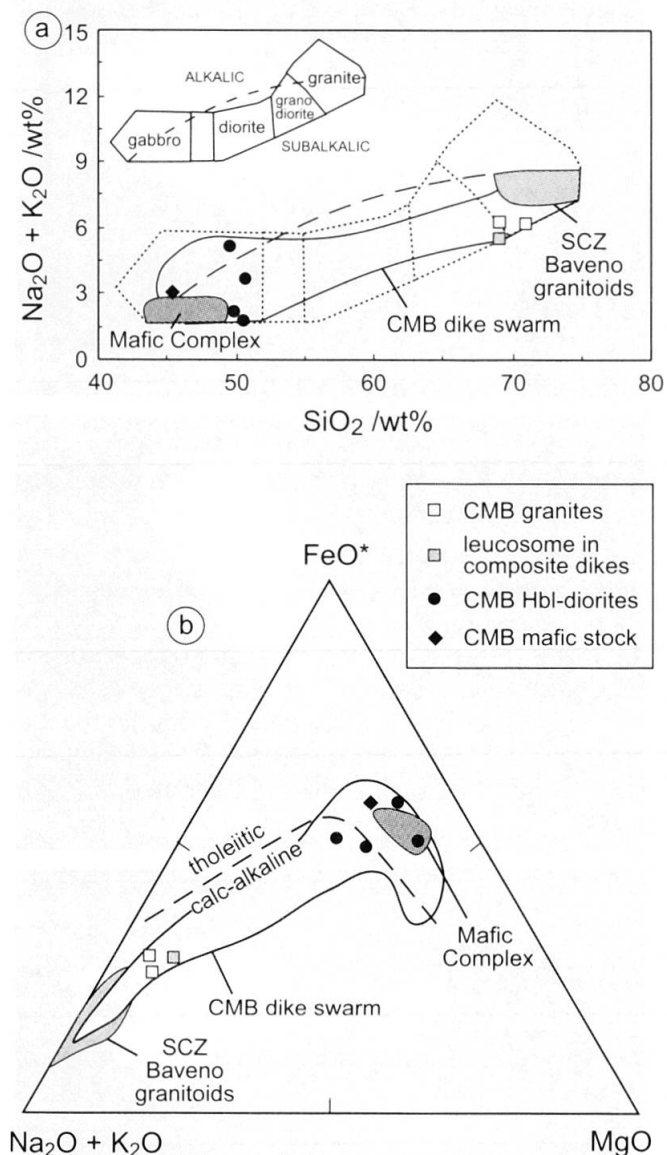 a
15
12
9
6
3
0
Na₂O + K₂O /wt%
ALKALIC
SUBALKALIC
gabbro
diorite
grano
diorite
granite
SCZ
Baveno
granitoids
CMB dike swarm
Mafic Complex
40
50
60
70
80
SiO₂ /wt%
CMB granites
leucosome in
composite dikes
CMB Hbl-diorites
CMB mafic stock
b
FeO*
tholeiitic
calc-alkaline
Mafic
Complex
CMB dike swarm
SCZ
Baveno
granitoids
Na₂O + K₂O
MgO